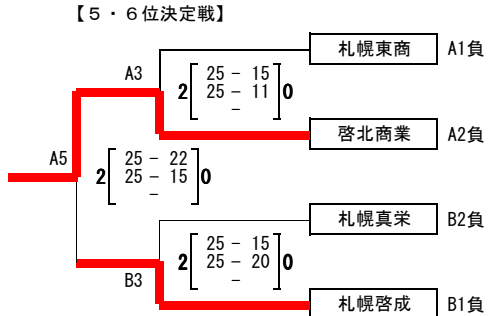 【５・６位決定戦】
札幌東商 A1負
A3
2 25 - 15 0
25 - 11
-
啓北商業 A2負
A5
2 25 - 22 0
25 - 15
-
札幌真栄 B2負
2 25 - 15 0
25 - 20
-
B3
札幌啓成 B1負